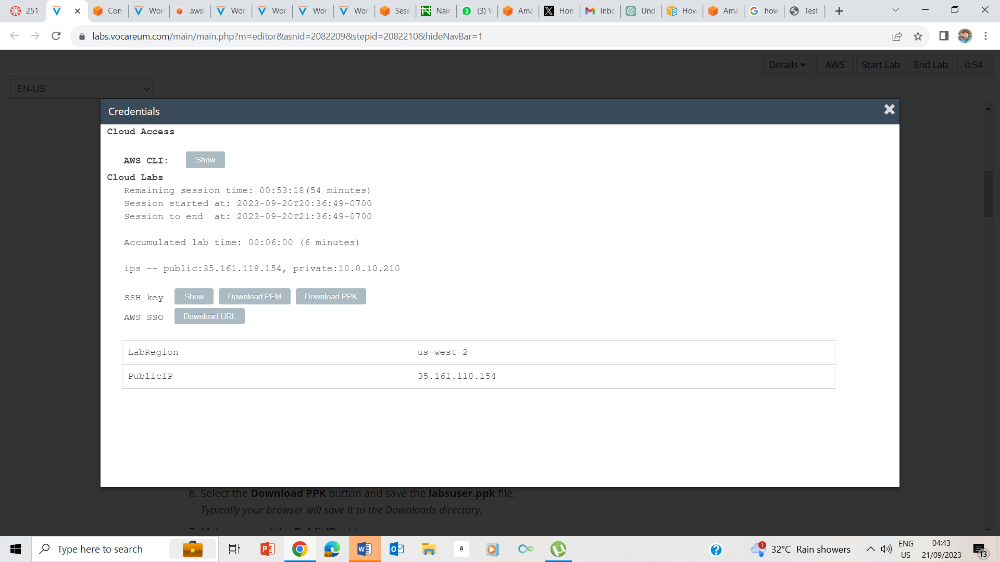 251-
Con
Wor
aws
Wor
Wor
Wor
Wor
Sess
Nair
(3) V
Ama
Hom
Inbo
Und
How
Ama
how
Test
labs.vocareum.com/main/main.php?m=editor&asnid=2082209&stepid=2082210&hideNavBar=1
Details
AWS
Start Lab
End Lab
0:54
EN-US
Credentials
Cloud Access
AWS CLI: Show
Cloud Labs
Remaining session time: 00:53:18(54 minutes)
Session started at: 2023-09-20T20:36:49-0700
Session to end at: 2023-09-20T21:36:49-0700
Accumulated lab time: 00:06:00 (6 minutes)
ips -- public:35.161.118.154, private:10.0.10.210
SSH key Show Download PEM Download PPK
AWS SSO Download URL
LabRegion us-west-2
PublicIP 35.161.118.154
6. Select the Download PPK button and save the labsuser.ppk file.
Typically your browser will save it to the Downloads directory.
Type here to search
32°C Rain showers
ENG
US
04:43
21/09/2023
13